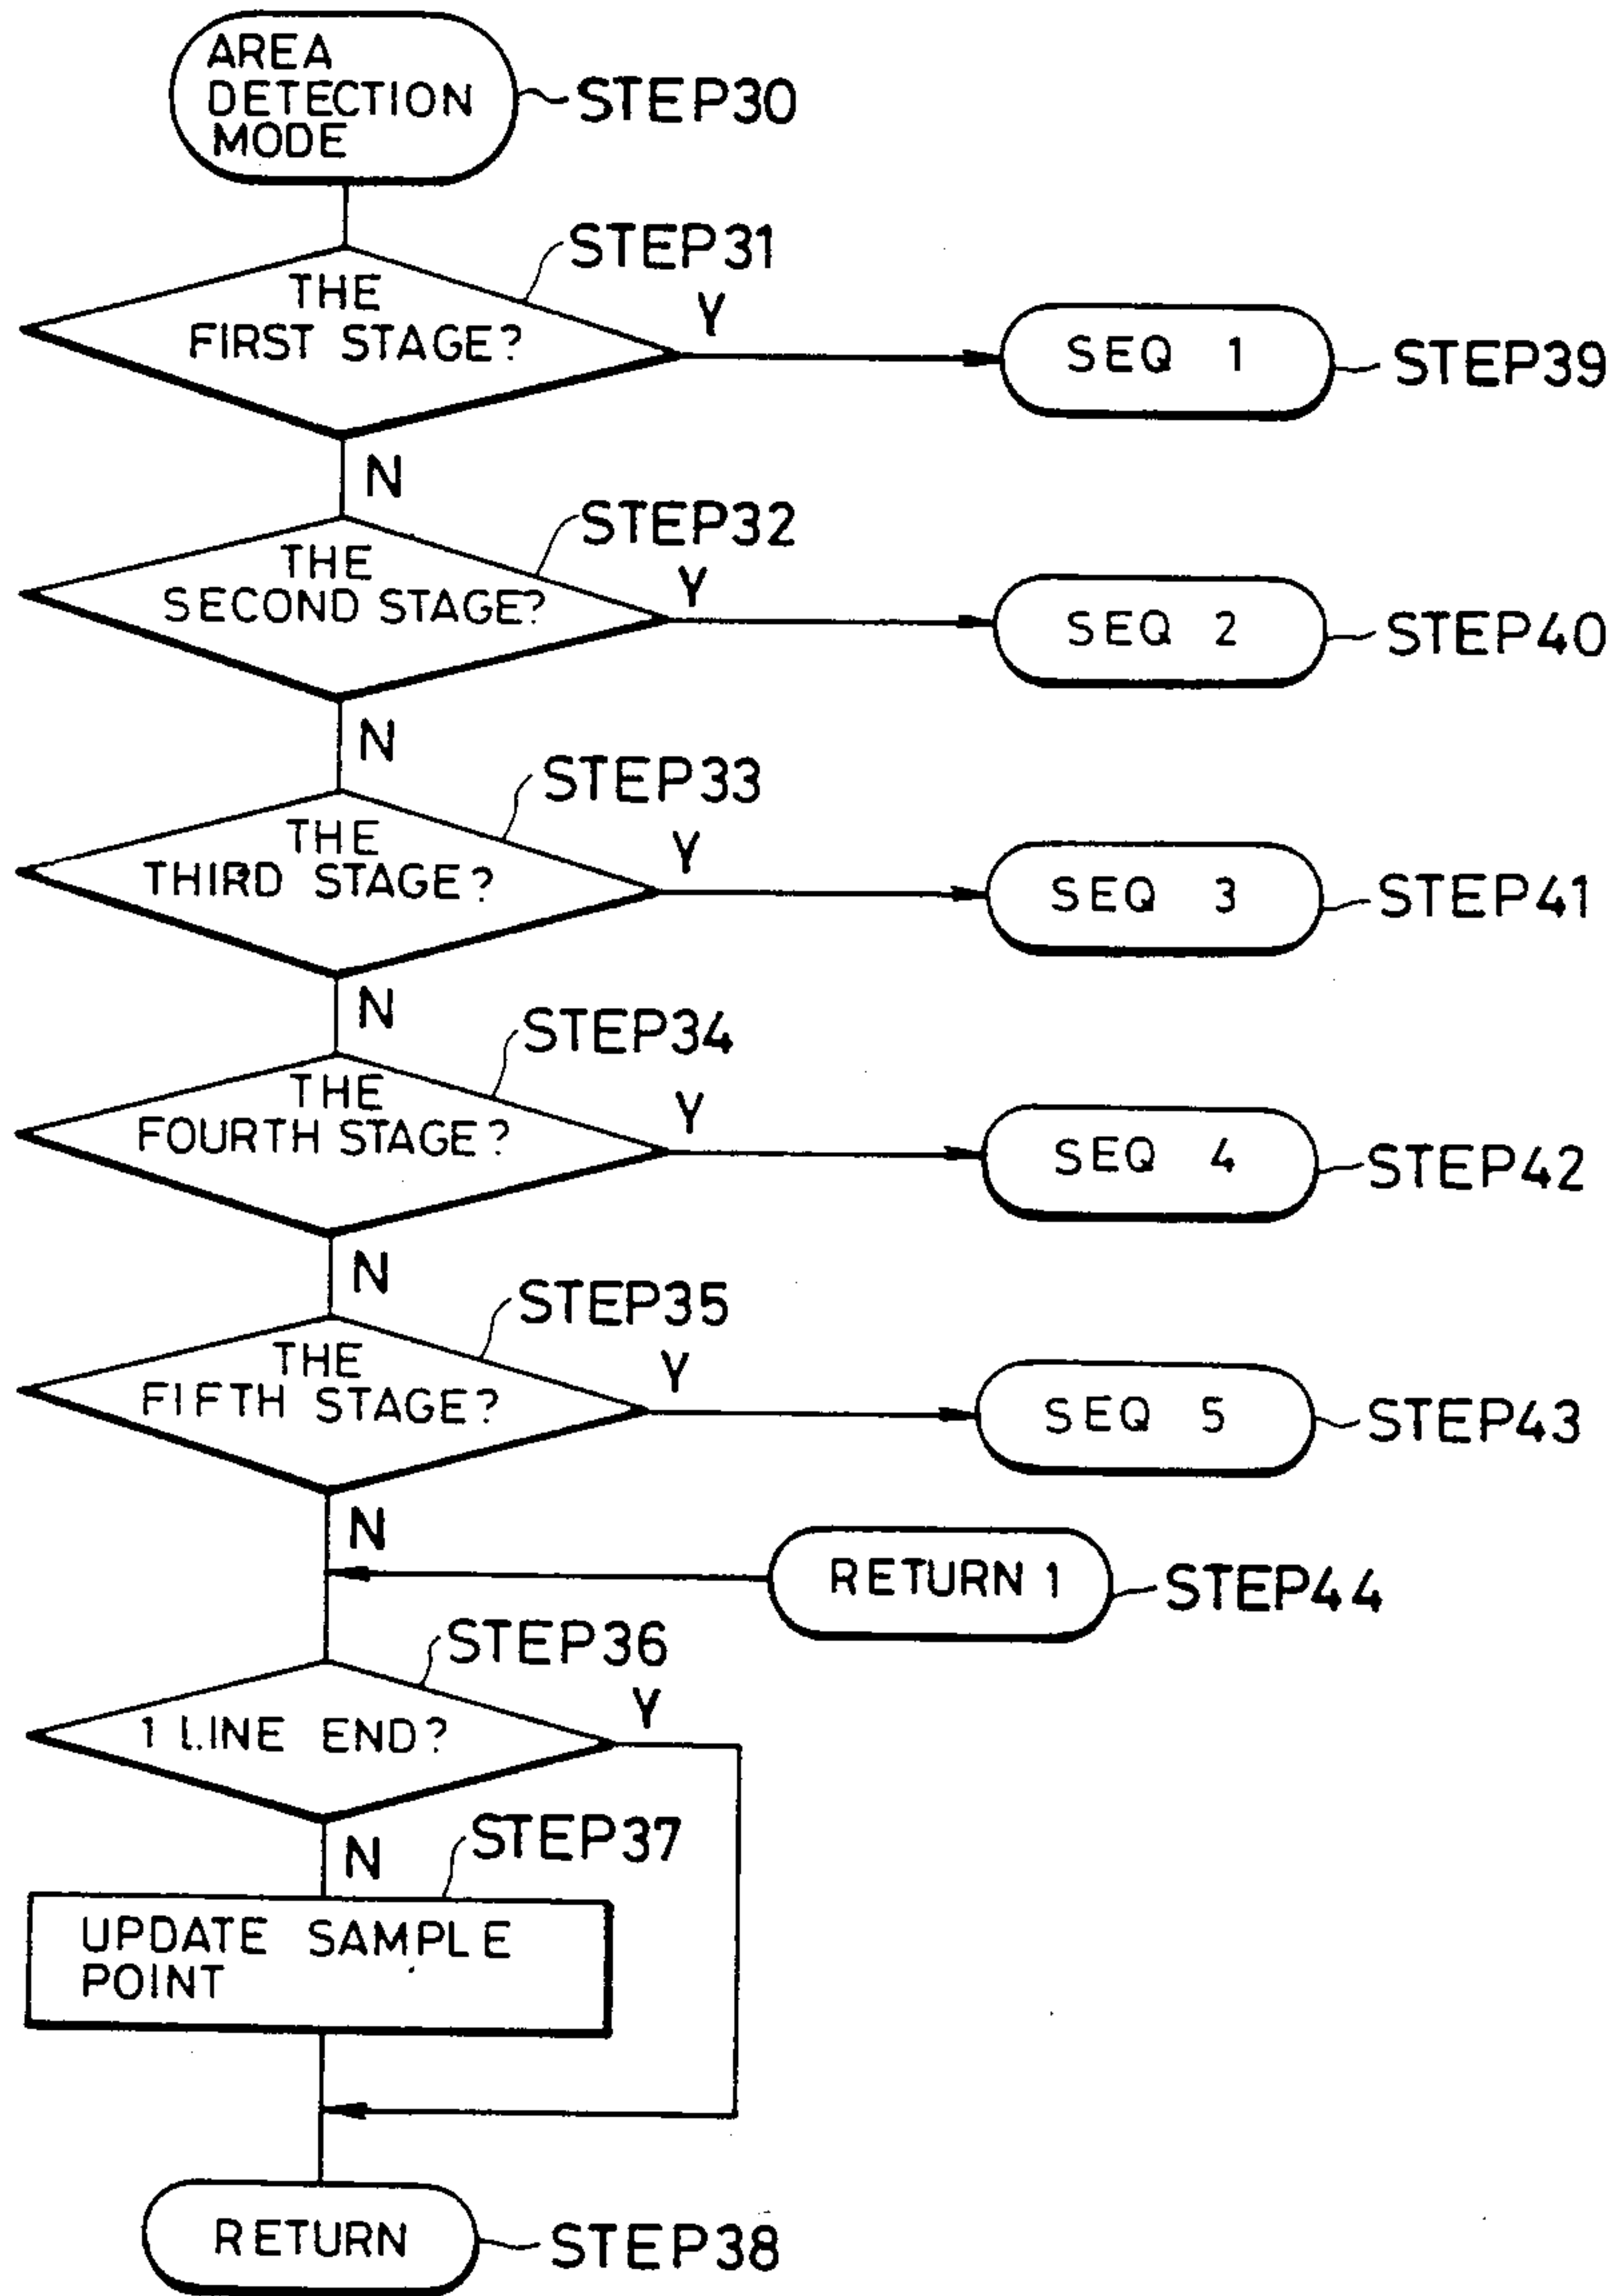 AREA
DETECTION
MODE
STEP30
STEP31
THE
FIRST STAGE?
Y
SEQ 1
STEP39
N
STEP32
THE
SECOND STAGE?
Y
SEQ 2
STEP40
N
STEP33
THE
THIRD STAGE?
Y
SEQ 3
STEP41
N
STEP34
THE
FOURTH STAGE?
Y
SEQ 4
STEP42
N
STEP35
THE
FIFTH STAGE?
Y
SEQ 5
STEP43
N
RETURN 1
STEP44
STEP36
1 LINE END?
Y
N
STEP37
UPDATE SAMPLE
POINT
RETURN
STEP38